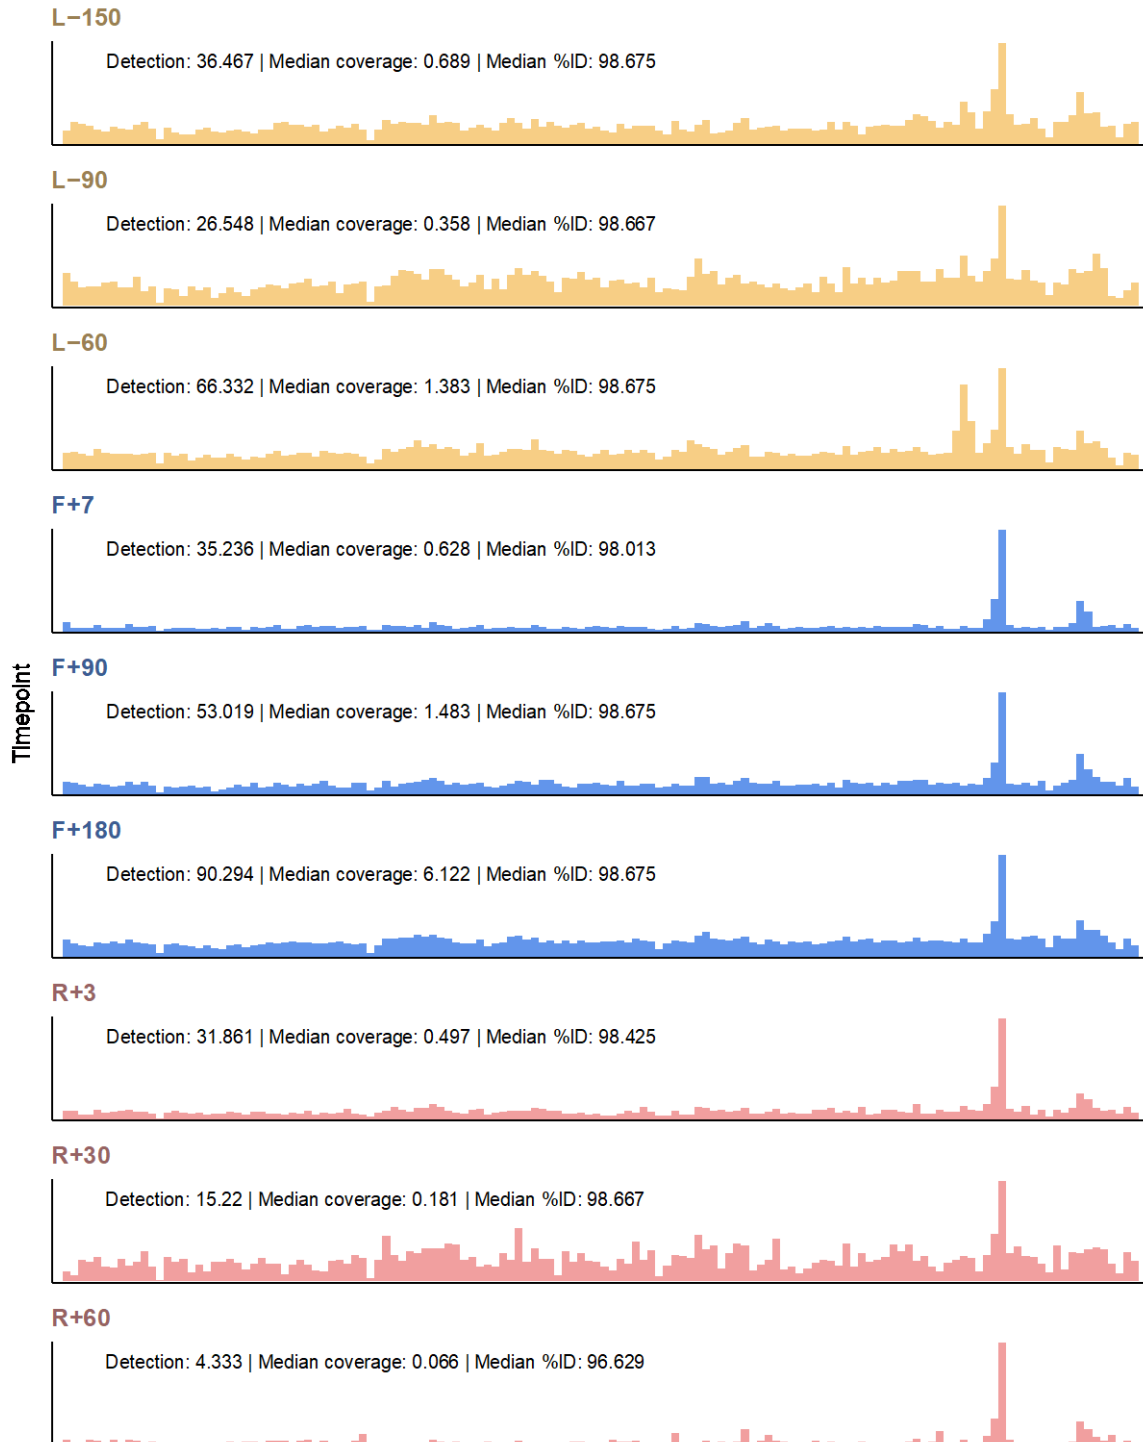 L−150
Detection: 36.467 | Median coverage: 0.689 | Median %ID: 98.675
L−90
Detection: 26.548 | Median coverage: 0.358 | Median %ID: 98.667
L−60
Detection: 66.332 | Median coverage: 1.383 | Median %ID: 98.675
F+7
Detection: 35.236 | Median coverage: 0.628 | Median %ID: 98.013
Timepoint
F+90
Detection: 53.019 | Median coverage: 1.483 | Median %ID: 98.675
F+180
Detection: 90.294 | Median coverage: 6.122 | Median %ID: 98.675
R+3
Detection: 31.861 | Median coverage: 0.497 | Median %ID: 98.425
R+30
Detection: 15.22 | Median coverage: 0.181 | Median %ID: 98.667
R+60
Detection: 4.333 | Median coverage: 0.066 | Median %ID: 96.629